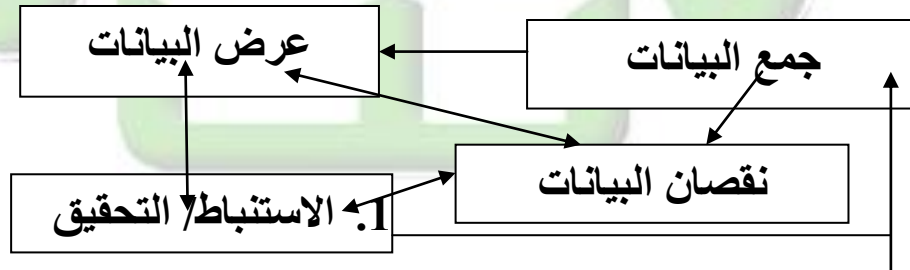 جمع البيانات
عرض البيانات
نقصان البيانات
1. الاستنباط/ التحقيق